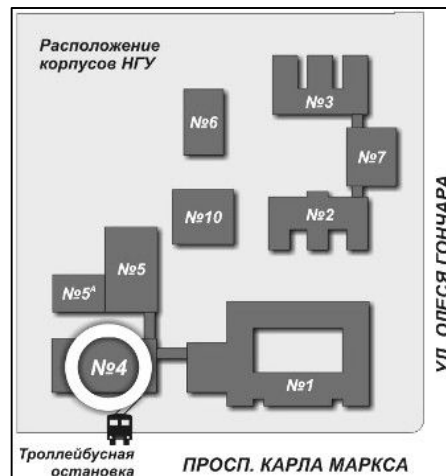 Расположение
корпусов НГУ
№3
№6
№7
№10
№2
№5
№5А
№4
№1
УЛ. ОЛЕСЯ ГОНЧАРА
Троллейбусная
остановка
ПРОСП. КАРЛА МАРКСА